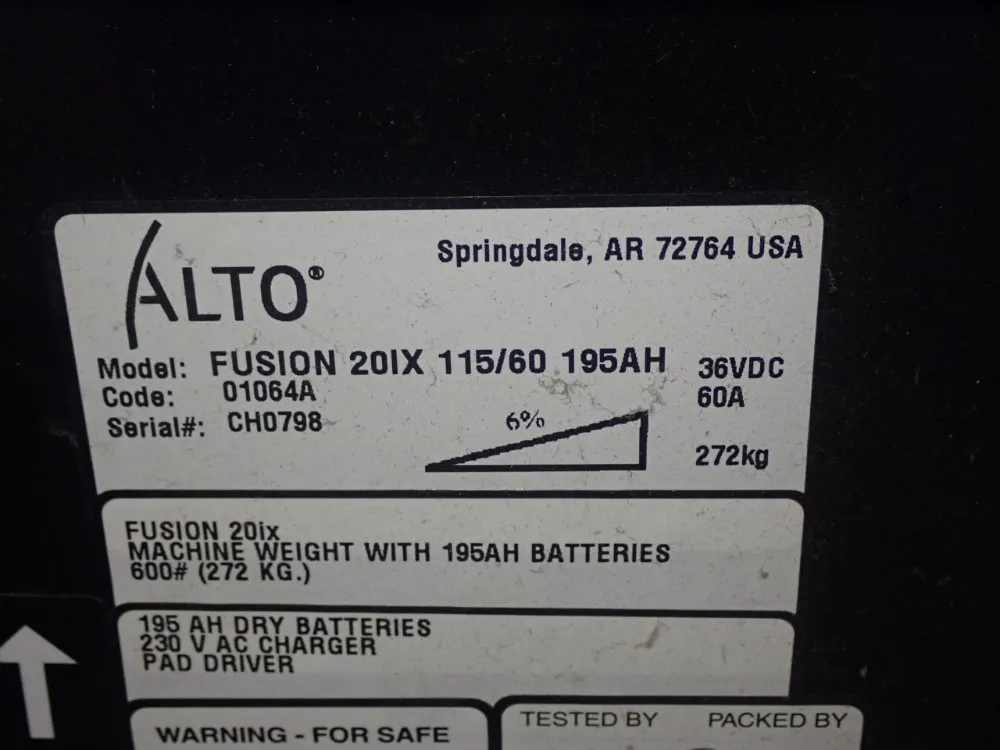 ALTO®
Springdale, AR 72764 USA
Model: FUSION 20IX 115/60 195AH 36VDC
Code: 01064A 60A
Serial#: CH0798
6%
272kg
FUSION 20ix
MACHINE WEIGHT WITH 195AH BATTERIES
600# (272 KG.)
195 AH DRY BATTERIES
230 V AC CHARGER
PAD DRIVER
WARNING - FOR SAFE
TESTED BY PACKED BY